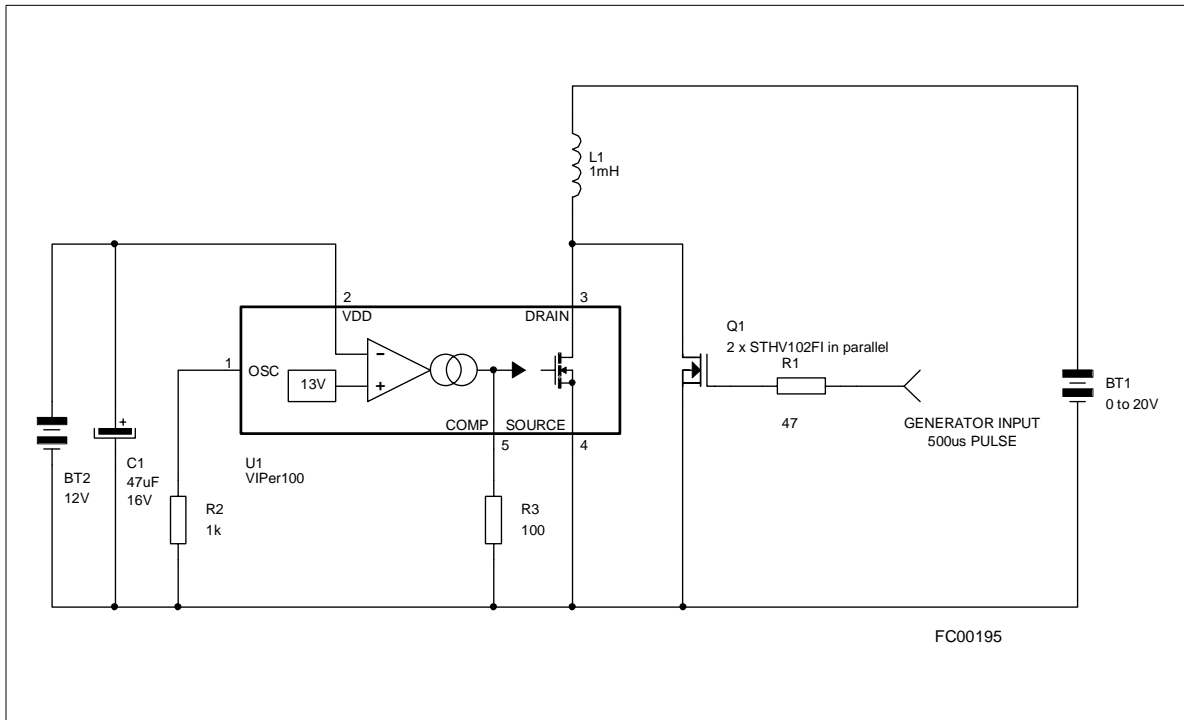 L1
1mH
2
3
VDD
DRAIN
Q1
2 x STHV102FI in parallel
1
OSC
-
R1
13V
+
BT1
0 to 20V
+
47
GENERATOR INPUT
500us PULSE
COMP
SOURCE
5
4
U1
VIPer100
C1
47uF
16V
BT2
12V
R2
1k
R3
100
FC00195